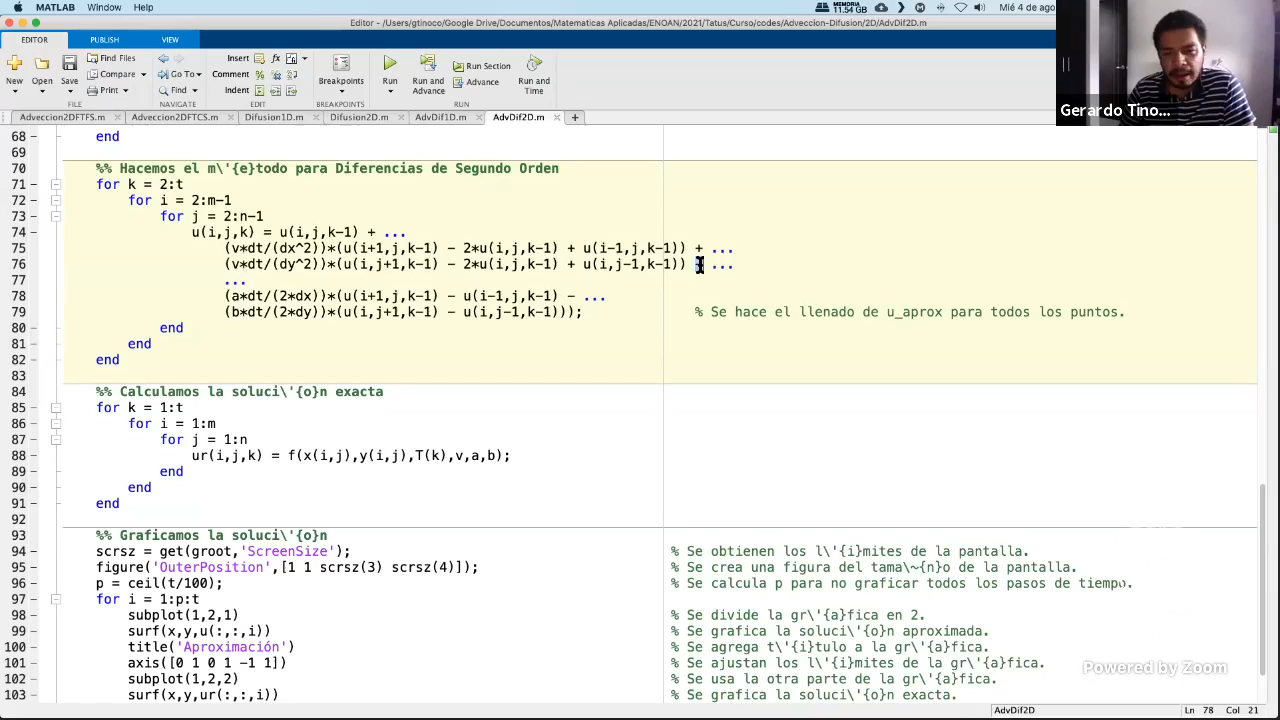 MATLAB Window Help
MEMORIA 11.54 GB Mié 4 de ago
Editor - /Users/gtinoco/Google Drive/Documentos/Matematicas Aplicadas/ENOAN/2021/Tatus/Curso/codes/Adveccion-Difusion/2D/AdvDif2D.m
EDITOR PUBLISH VIEW
New Open Save Find Files Compare Print Go To Find Insert Comment Indent Breakpoints Run Run and Advance Run Section Advance Run and Time
FILE NAVIGATE EDIT BREAKPOINTS RUN
Adveccion2DFTFS.m Adveccion2DFTCS.m Difusion1D.m Difusion2D.m AdvDif1D.m AdvDif2D.m
Gerardo Tino...
68 end
69
70 %% Hacemos el m\'{e}todo para Diferencias de Segundo Orden
71 for k = 2:t
72 for i = 2:m-1
73 for j = 2:n-1
74 u(i,j,k) = u(i,j,k-1) + ...
75 (v*dt/(dx^2))*(u(i+1,j,k-1) - 2*u(i,j,k-1) + u(i-1,j,k-1)) + ...
76 (v*dt/(dy^2))*(u(i,j+1,k-1) - 2*u(i,j,k-1) + u(i,j-1,k-1)) ...
77 ...
78 (a*dt/(2*dx))*(u(i+1,j,k-1) - u(i-1,j,k-1) - ...
79 (b*dt/(2*dy))*(u(i,j+1,k-1) - u(i,j-1,k-1))); % Se hace el llenado de u_aprox para todos los puntos.
80 end
81 end
82 end
83
84 %% Calculamos la soluci\'{o}n exacta
85 for k = 1:t
86 for i = 1:m
87 for j = 1:n
88 ur(i,j,k) = f(x(i,j),y(i,j),T(k),v,a,b);
89 end
90 end
91 end
92
93 %% Graficamos la soluci\'{o}n
94 scrsz = get(groot,'ScreenSize'); % Se obtienen los l\'{i}mites de la pantalla.
95 figure('OuterPosition',[1 1 scrsz(3) scrsz(4)]); % Se crea una figura del tama\~{n}o de la pantalla.
96 p = ceil(t/100); % Se calcula p para no graficar todos los pasos de tiempo.
97 for i = 1:p:t
98 subplot(1,2,1) % Se divide la gr\'{a}fica en 2.
99 surf(x,y,u(:,:,i)) % Se grafica la soluci\'{o}n aproximada.
100 title('Aproximación') % Se agrega t\'{i}tulo a la gr\'{a}fica.
101 axis([0 1 0 1 -1 1]) % Se ajustan los l\'{i}mites de la gr\'{a}fica.
102 subplot(1,2,2) % Se usa la otra parte de la gr\'{a}fica.
103 surf(x,y,ur(:,:,i)) % Se grafica la soluci\'{o}n exacta.
Powered by Zoom
AdvDif2D Ln 78 Col 21